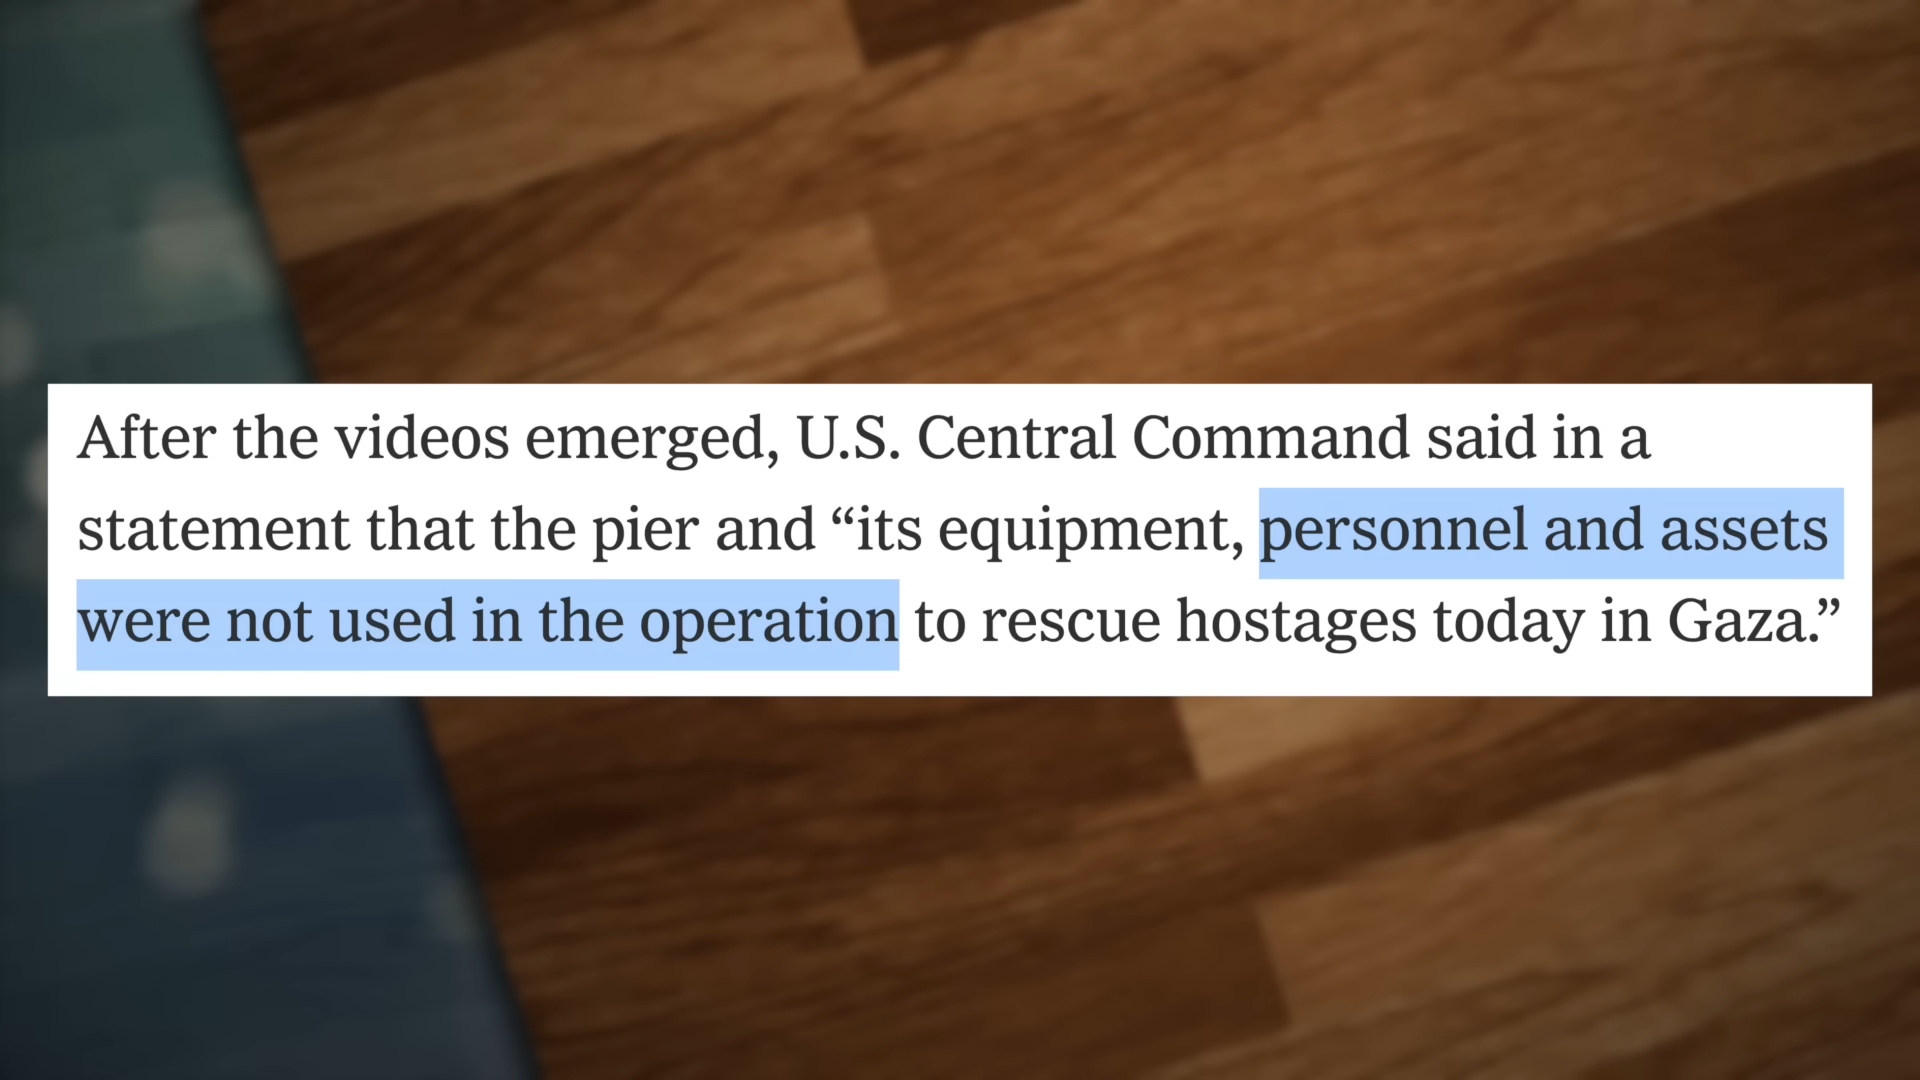 After the videos emerged, U.S. Central Command said in a
statement that the pier and “its equipment, personnel and assets
were not used in the operation to rescue hostages today in Gaza.”